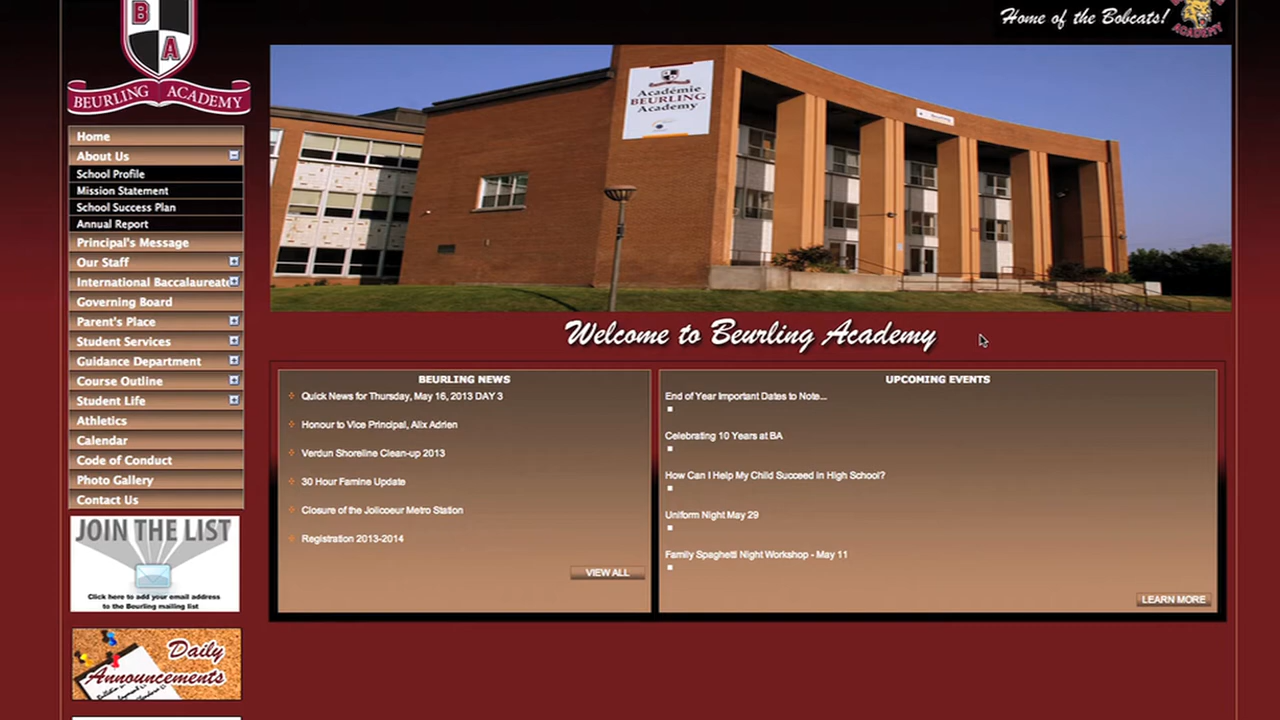 B
A
BEURLING ACADEMY
Home of the Bobcats!
ACADEMY
Académie
BEURLING
Academy
Home
About Us
School Profile
Mission Statement
School Success Plan
Annual Report
Principal's Message
Our Staff
International Baccalaureat
Governing Board
Parent's Place
Student Services
Guidance Department
Course Outline
Student Life
Athletics
Calendar
Code of Conduct
Photo Gallery
Contact Us
JOIN THE LIST
Click here to add your email address
to the Beurling mailing list
Daily
Announcements
Welcome to Beurling Academy
BEURLING NEWS
Quick News for Thursday, May 16, 2013 DAY 3
Honour to Vice Principal, Alix Adrien
Verdun Shoreline Clean-up 2013
30 Hour Famine Update
Closure of the Jolicoeur Metro Station
Registration 2013-2014
VIEW ALL
UPCOMING EVENTS
End of Year Important Dates to Note...
Celebrating 10 Years at BA
How Can I Help My Child Succeed in High School?
Uniform Night May 29
Family Spaghetti Night Workshop - May 11
LEARN MORE